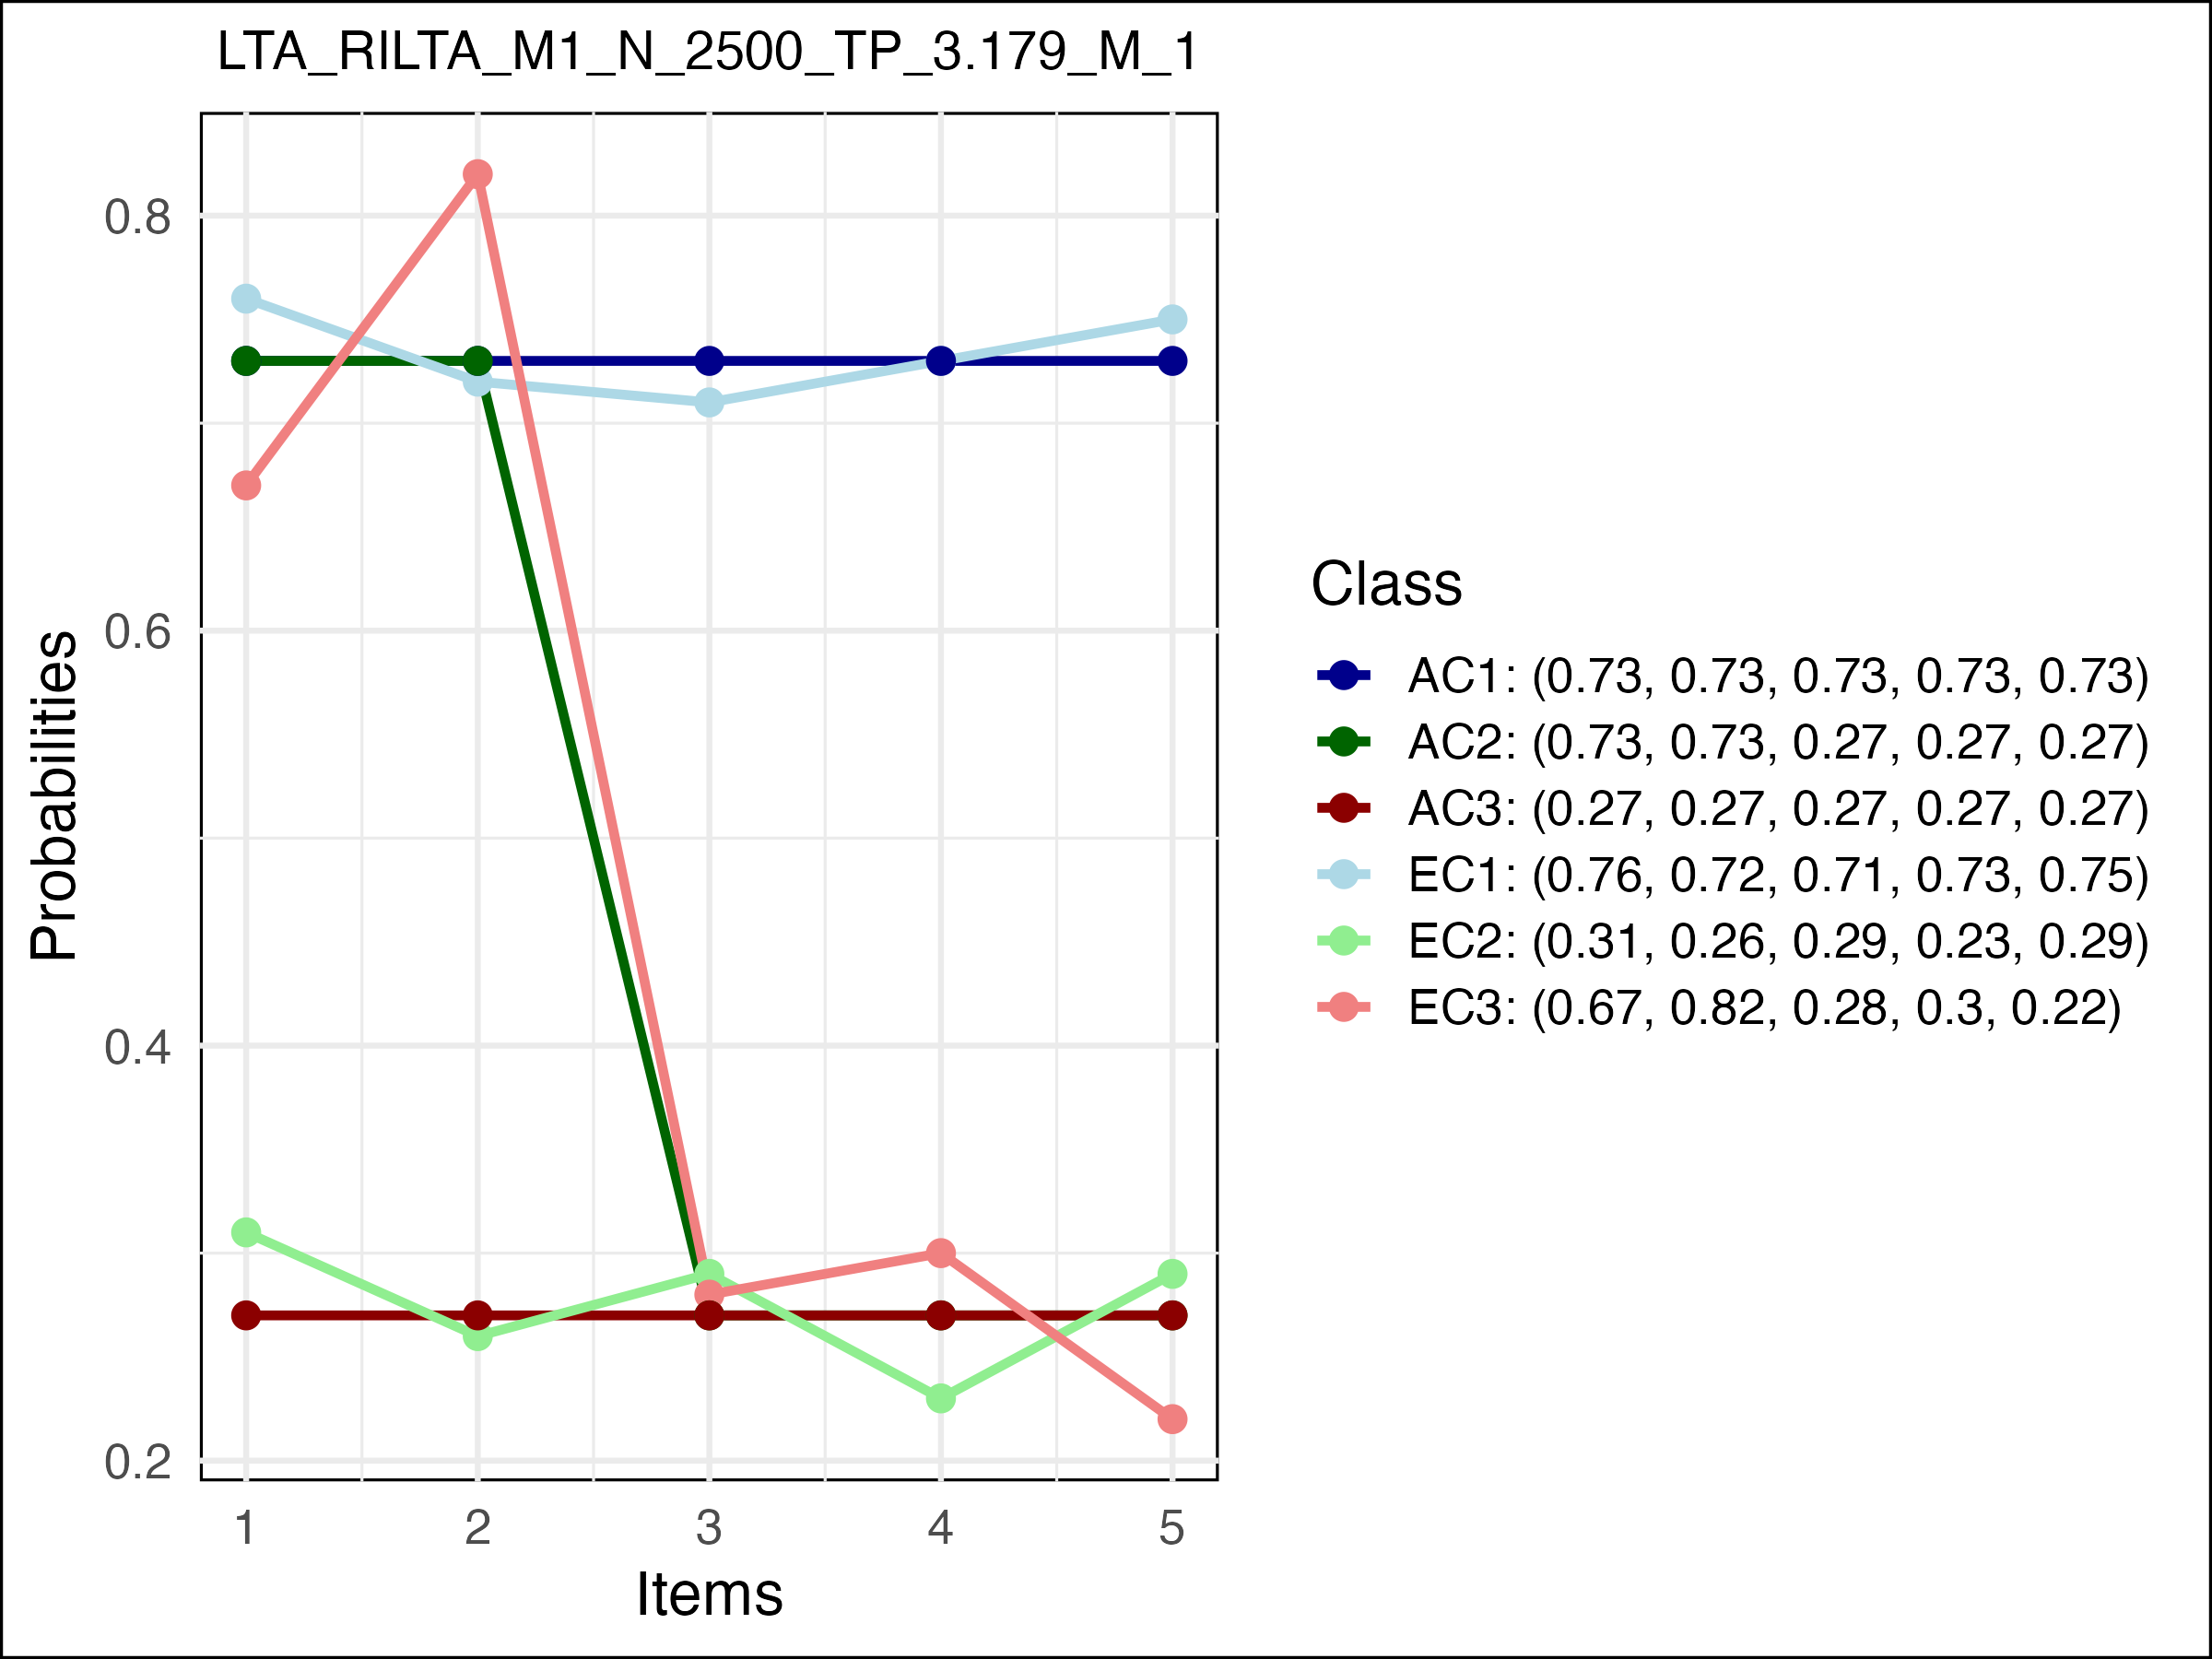 LTA_RILTA_M1_N_2500_TP_3.179_M_1
0.8
0.6
0.4
0.2
Probabilities
1 2 3 4 5
Items
Class
AC1: (0.73, 0.73, 0.73, 0.73, 0.73)
AC2: (0.73, 0.73, 0.27, 0.27, 0.27)
AC3: (0.27, 0.27, 0.27, 0.27, 0.27)
EC1: (0.76, 0.72, 0.71, 0.73, 0.75)
EC2: (0.31, 0.26, 0.29, 0.23, 0.29)
EC3: (0.67, 0.82, 0.28, 0.3, 0.22)